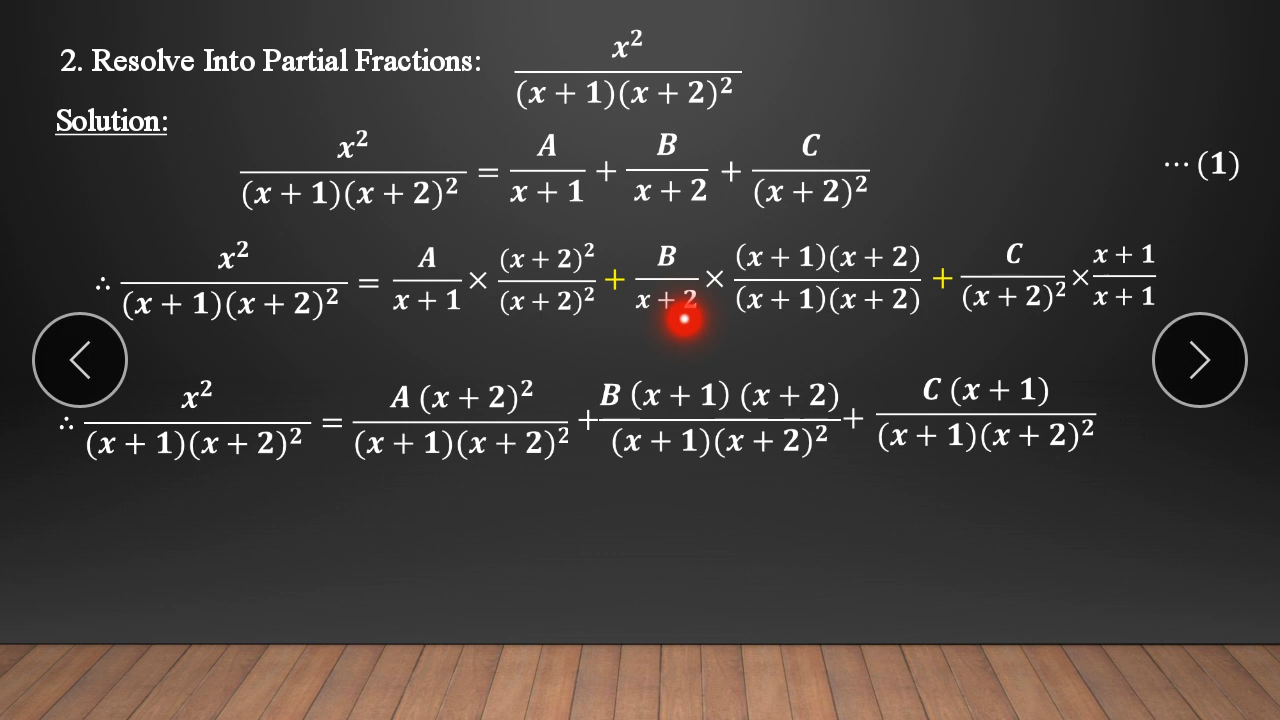 2. Resolve Into Partial Fractions: x²/((x + 1)(x + 2)²)
Solution:
x²/((x + 1)(x + 2)²) = A/(x + 1) + B/(x + 2) + C/(x + 2)² ⋯ (1)
∴ x²/((x + 1)(x + 2)²) = A/(x + 1) × (x + 2)²/(x + 2)² + B/(x + 2) × (x + 1)(x + 2)/((x + 1)(x + 2)) + C/(x + 2)² × (x + 1)/(x + 1)
∴ x²/((x + 1)(x + 2)²) = A (x + 2)²/((x + 1)(x + 2)²) + B (x + 1) (x + 2)/((x + 1)(x + 2)²) + C (x + 1)/((x + 1)(x + 2)²)